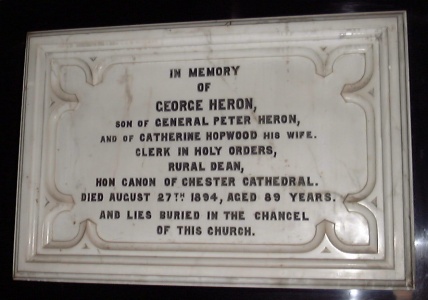 IN MEMORY
OF
GEORGE HERON,
SON OF GENERAL PETER HERON,
AND OF CATHERINE HOPWOOD HIS WIFE.
CLERK IN HOLY ORDERS,
RURAL DEAN,
HON CANON OF CHESTER CATHEDRAL.
DIED AUGUST 27TH 1894, AGED 89 YEARS.
AND LIES BURIED IN THE CHANCEL
OF THIS CHURCH.